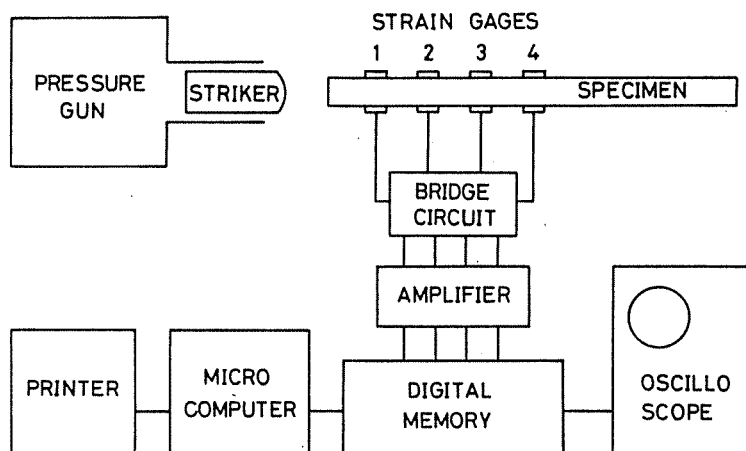 STRAIN GAGES
1 2 3 4
PRESSURE
GUN
STRIKER
SPECIMEN
BRIDGE
CIRCUIT
AMPLIFIER
PRINTER
MICRO
COMPUTER
DIGITAL
MEMORY
OSCILLO
SCOPE